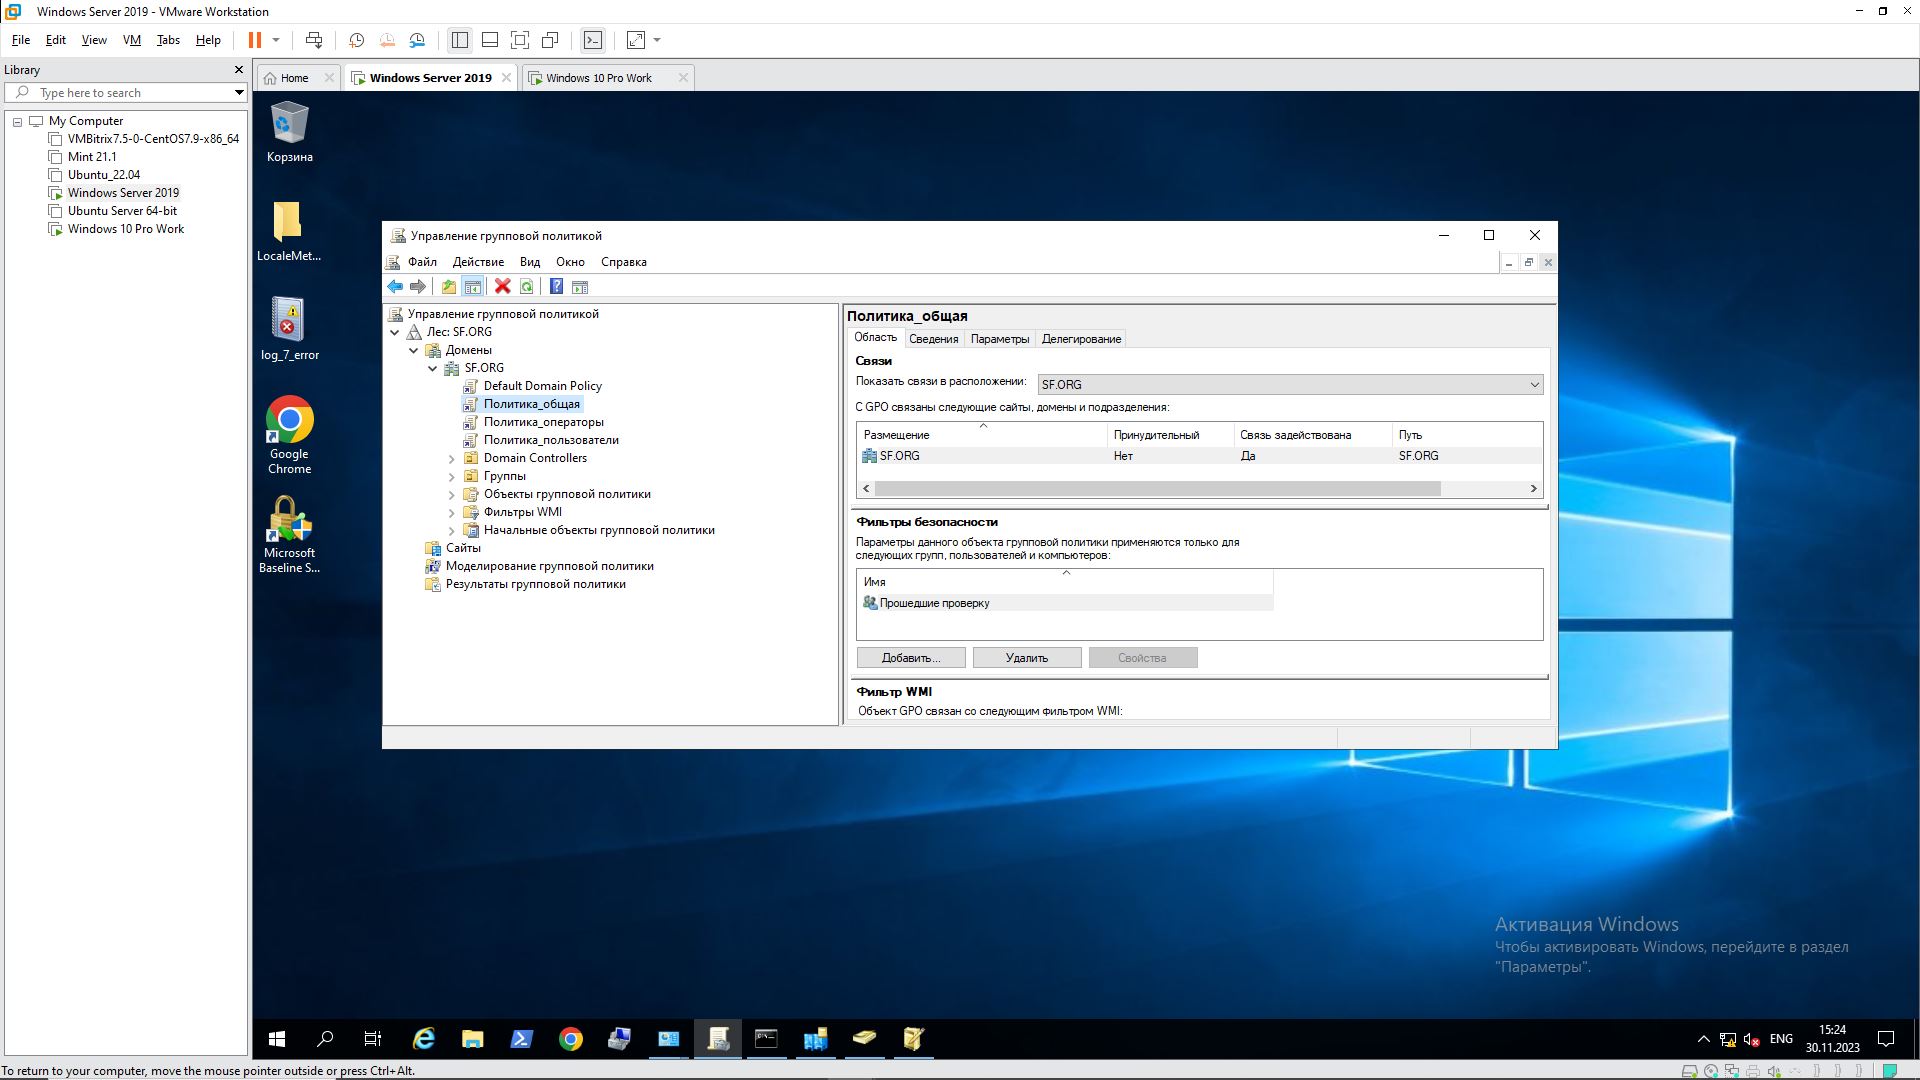 Windows Server 2019 - VMware Workstation
File Edit View VM Tabs Help
Library
Type here to search
My Computer
VMBitrix7.5-0-CentOS7.9-x86_64
Mint 21.1
Ubuntu_22.04
Windows Server 2019
Ubuntu Server 64-bit
Windows 10 Pro Work
Home
Windows Server 2019
Windows 10 Pro Work
Корзина
LocaleMet...
log_7_error
Google
Chrome
Microsoft
Baseline S...
Управление групповой политикой
Файл Действие Вид Окно Справка
Управление групповой политикой
Лес: SF.ORG
Домены
SF.ORG
Default Domain Policy
Политика_общая
Политика_операторы
Политика_пользователи
Domain Controllers
Группы
Объекты групповой политики
Фильтры WMI
Начальные объекты групповой политики
Сайты
Моделирование групповой политики
Результаты групповой политики
Политика_общая
Область Сведения Параметры Делегирование
Связи
Показать связи в расположении: SF.ORG
С GPO связаны следующие сайты, домены и подразделения:
Размещение Принудительный Связь задействована Путь
SF.ORG Нет Да SF.ORG
Фильтры безопасности
Параметры данного объекта групповой политики применяются только для
следующих групп, пользователей и компьютеров:
Имя
Прошедшие проверку
Добавить... Удалить Свойства
Фильтр WMI
Объект GPO связан со следующим фильтром WMI:
Активация Windows
Чтобы активировать Windows, перейдите в раздел
"Параметры".
ENG
15:24
30.11.2023
To return to your computer, move the mouse pointer outside or press Ctrl+Alt.